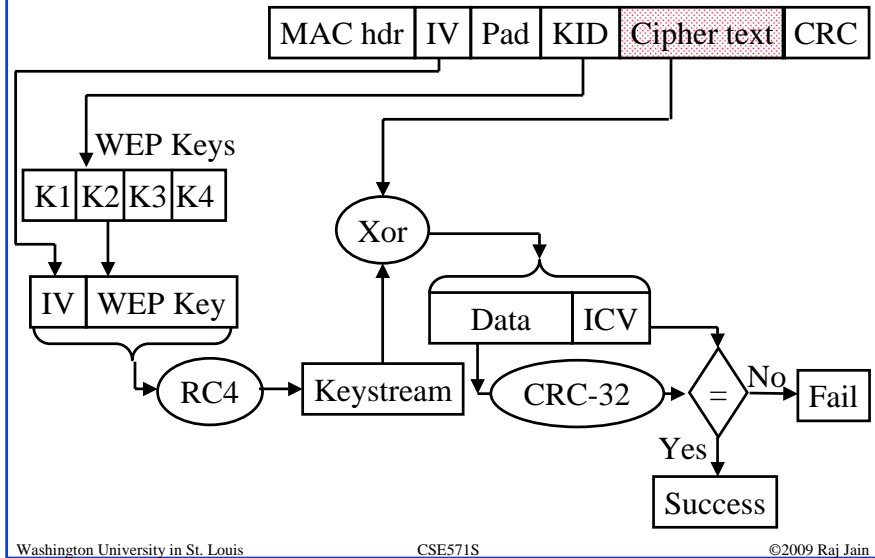 MAC hdr IV Pad KID Cipher text CRC
WEP Keys
K1 K2 K3 K4
Xor
IV WEP Key
Data ICV
RC4
Keystream
CRC-32
=
No
Fail
Yes
Success
Washington University in St. Louis CSE571S ©2009 Raj Jain